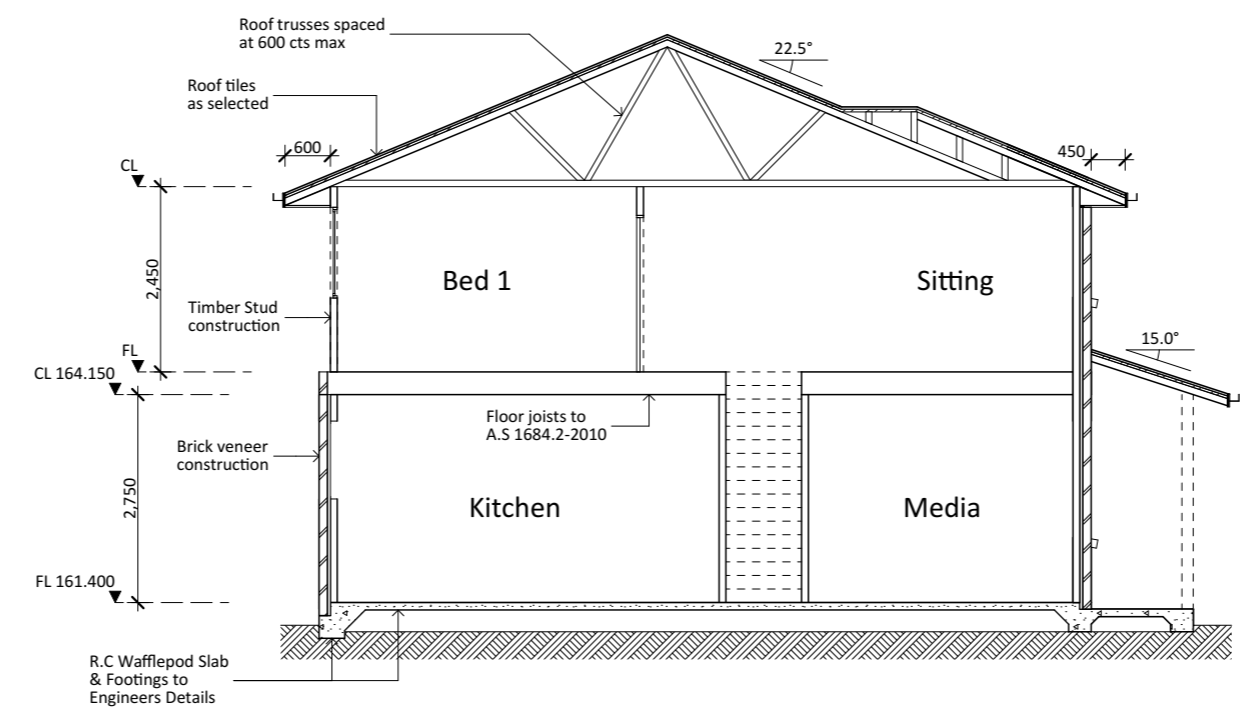 Roof trusses spaced
at 600 cts max
22.5°
Roof tiles
as selected
600
450
CL
2,450
Bed 1
Sitting
Timber Stud
construction
15.0°
FL
CL 164.150
Floor joists to
A.S 1684.2-2010
Brick veneer
construction
2,750
Kitchen
Media
FL 161.400
R.C Wafflepod Slab
& Footings to
Engineers Details